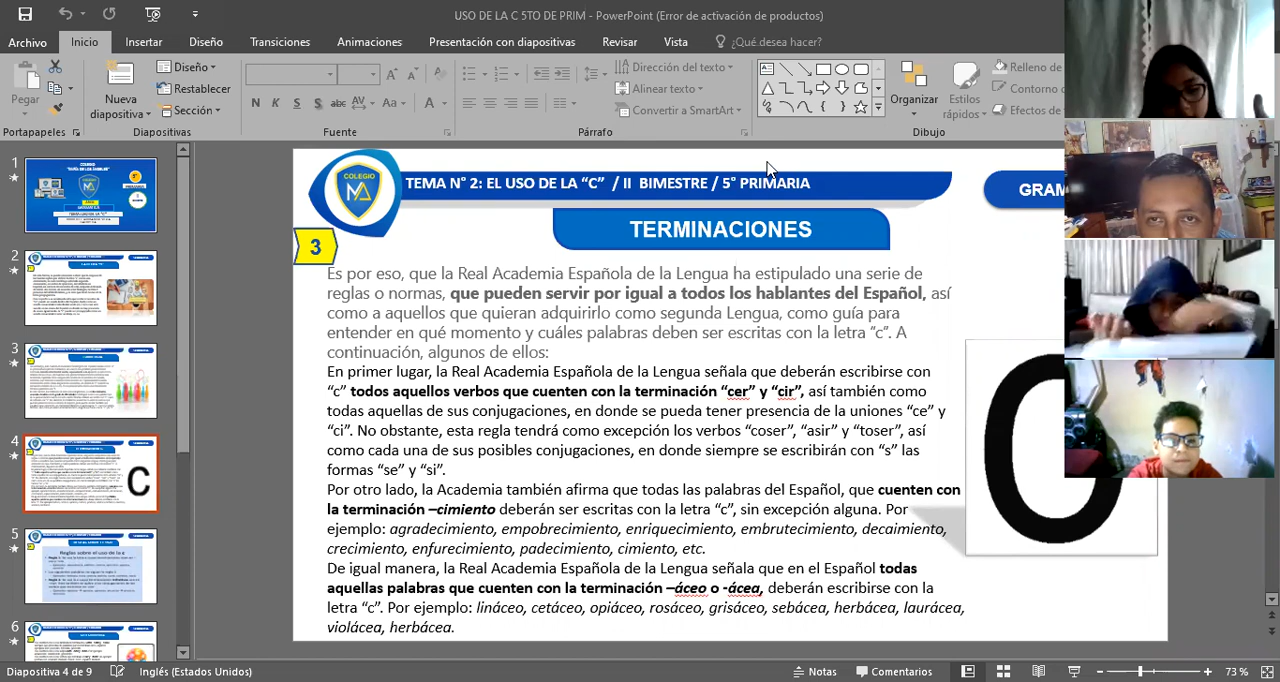 USO DE LA C 5TO DE PRIM - PowerPoint (Error de activación de productos)
Archivo Inicio Insertar Diseño Transiciones Animaciones Presentación con diapositivas Revisar Vista ¿Qué desea hacer?
Pegar
Nueva diapositiva
Diseño
Restablecer
Sección
N K S S abc AV Aa A
Dirección del texto
Alinear texto
Convertir a SmartArt
Organizar
Estilos rápidos
Relleno de
Contorno
Efectos de
Portapapeles Diapositivas Fuente Párrafo Dibujo
1
2
3
4
5
6
COLEGIO
MA
TEMA N° 2: EL USO DE LA “C” / II BIMESTRE / 5° PRIMARIA
GRAM
TERMINACIONES
3
Es por eso, que la Real Academia Española de la Lengua ha estipulado una serie de
reglas o normas, que puedan servir por igual a todos los hablantes del Español, así
como a aquellos que quieran adquirirlo como segunda Lengua, como guía para
entender en qué momento y cuáles palabras deben ser escritas con la letra “c”. A
continuación, algunos de ellos:
En primer lugar, la Real Academia Española de la Lengua señala que deberán escribirse con
“c” todos aquellos verbos que cuenten con la terminación “cer” y “cir”, así también como
todas aquellas de sus conjugaciones, en donde se pueda tener presencia de la uniones “ce” y
“ci”. No obstante, esta regla tendrá como excepción los verbos “coser”, “asir” y “toser”, así
como cada una de sus distintas conjugaciones, en donde siempre se escribirán con “s” las
formas “se” y “si”.
Por otro lado, la Academia también afirma que todas las palabras del Español, que cuenten con
la terminación –cimiento deberán ser escritas con la letra “c”, sin excepción alguna. Por
ejemplo: agradecimiento, empobrecimiento, enriquecimiento, embrutecimiento, decaimiento,
nacimiento, endurecimiento, padecimiento, cimiento, etc.
De igual manera, la Real Academia Española de la Lengua señala que en el Español todas
aquellas palabras que cuenten con la terminación –áceo o -ácea, deberán escribirse con la
letra “c”. Por ejemplo: lináceo, cetáceo, opiáceo, rosáceo, grisáceo, sebácea, herbácea, laurácea,
violácea, herbácea.
C
Diapositiva 4 de 9 Inglés (Estados Unidos) Notas Comentarios 73 %